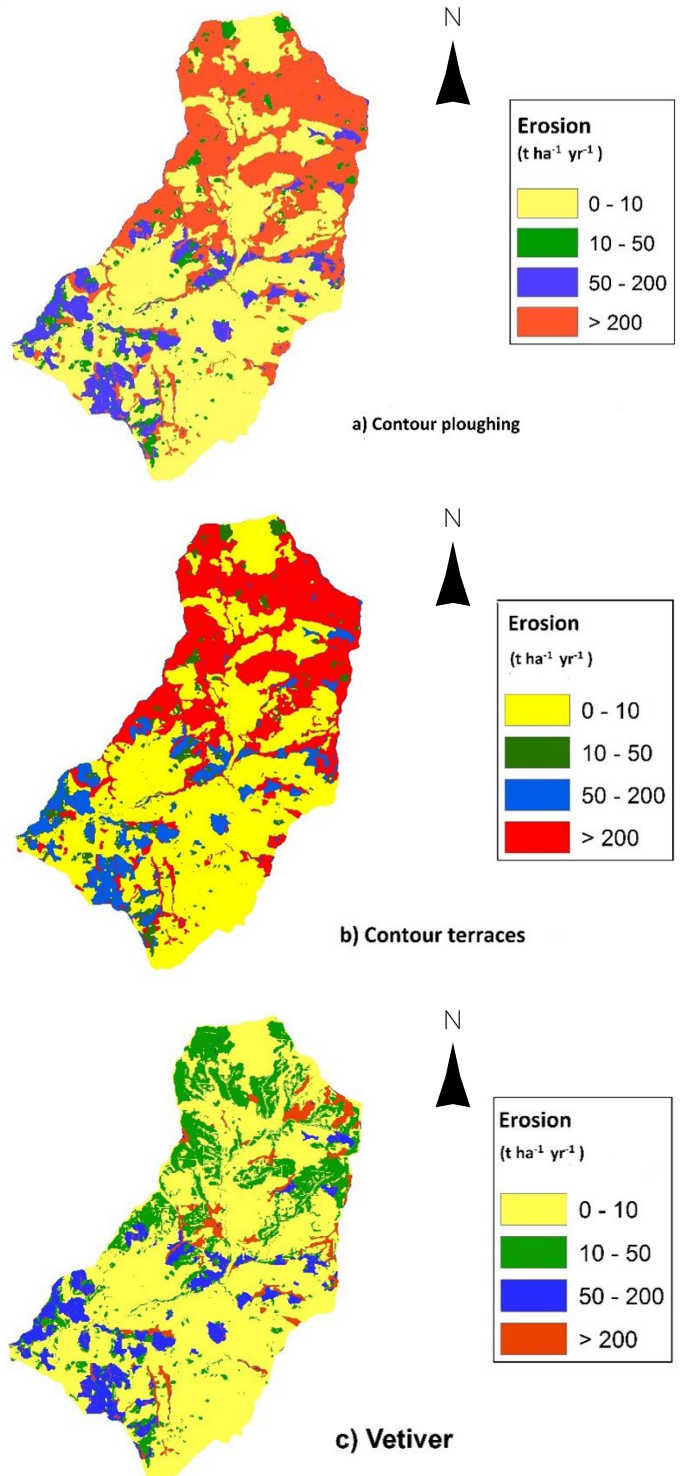 N
Erosion
(t ha⁻¹ yr⁻¹ )
0 - 10
10 - 50
50 - 200
> 200
a) Contour ploughing
N
Erosion
(t ha⁻¹ yr⁻¹ )
0 - 10
10 - 50
50 - 200
> 200
b) Contour terraces
N
Erosion
(t ha⁻¹ yr⁻¹ )
0 - 10
10 - 50
50 - 200
> 200
c) Vetiver